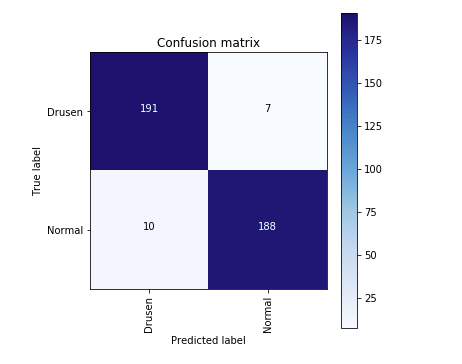 Confusion matrix
Drusen
191
7
Normal
10
188
True label
Drusen
Normal
Predicted label
175
150
125
100
75
50
25